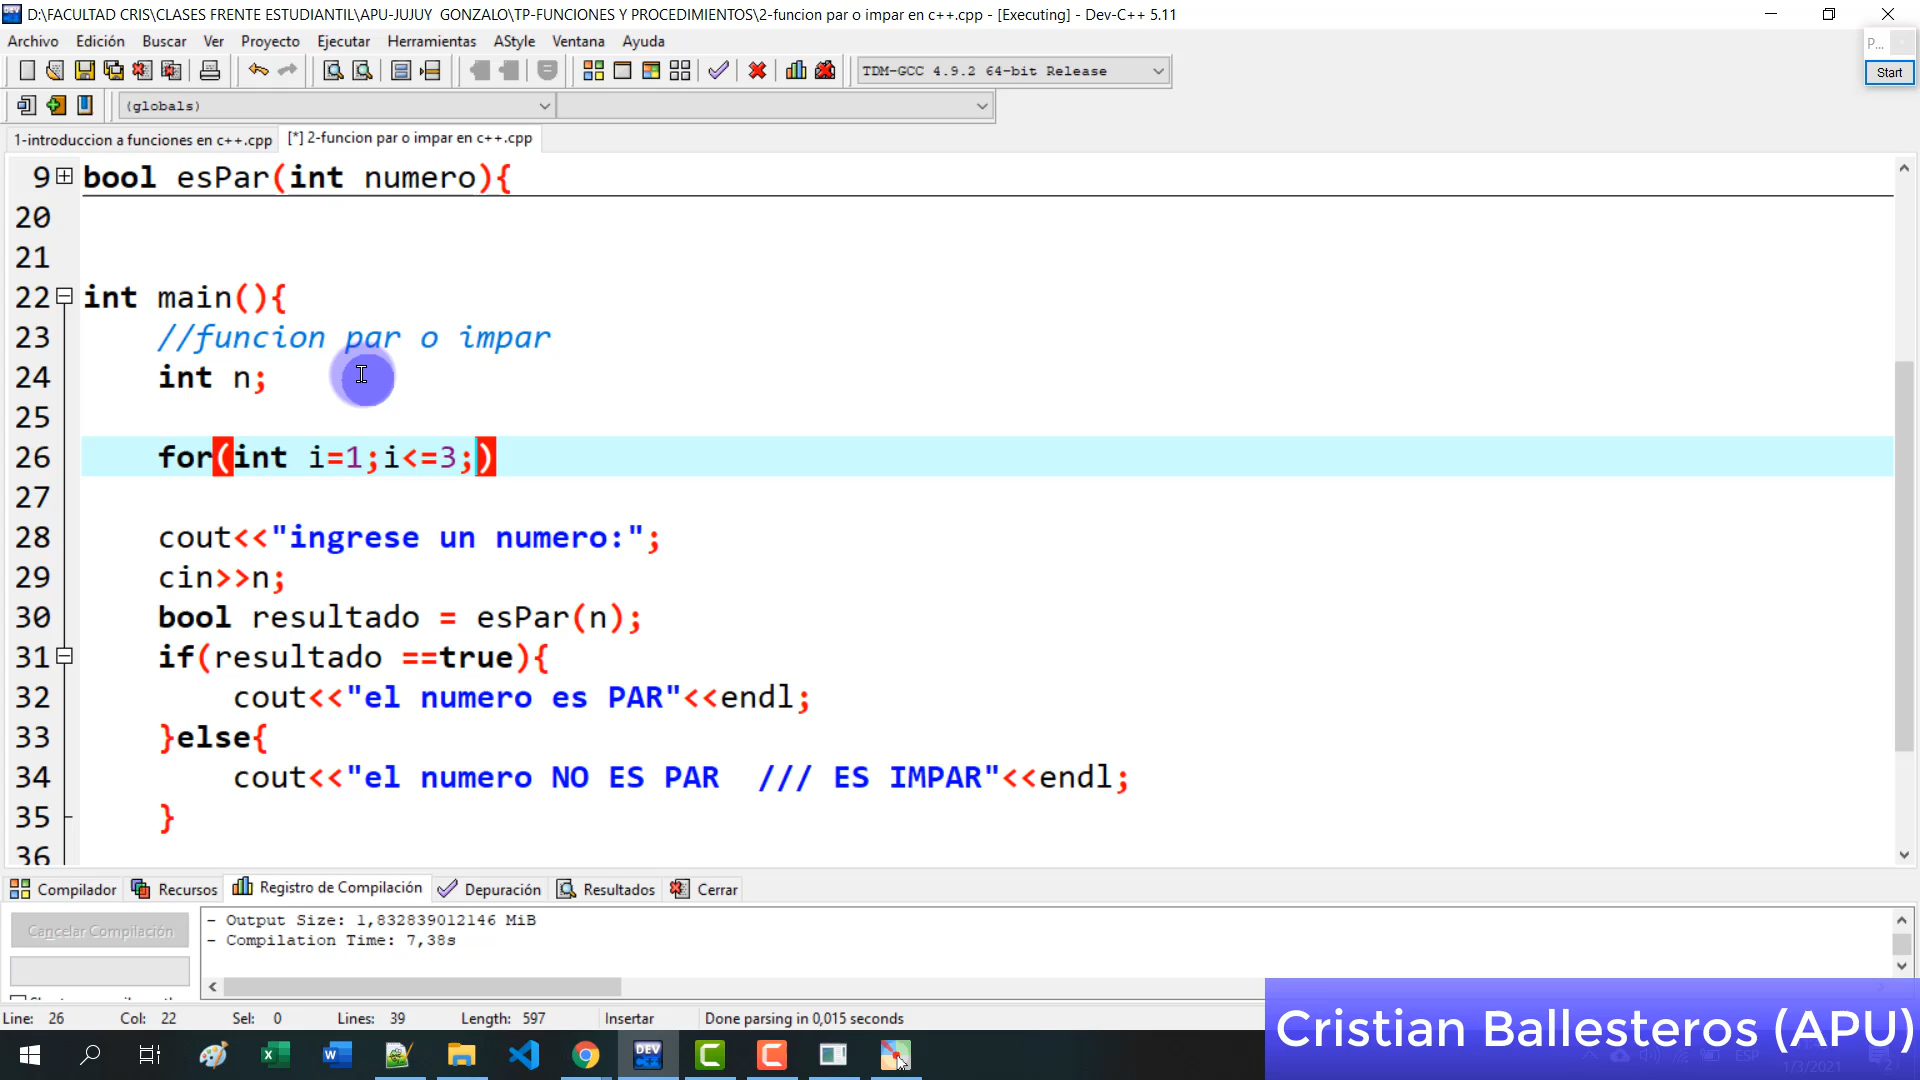 D:\FACULTAD CRIS\CLASES FRENTE ESTUDIANTIL\APU-JUJUY GONZALO\TP-FUNCIONES Y PROCEDIMIENTOS\2-funcion par o impar en c++.cpp - [Executing] - Dev-C++ 5.11
Archivo Edición Buscar Ver Proyecto Ejecutar Herramientas AStyle Ventana Ayuda
P...
TDM-GCC 4.9.2 64-bit Release
Start
(globals)
1-introduccion a funciones en c++.cpp [*] 2-funcion par o impar en c++.cpp
9 bool esPar(int numero){
20
21
22 int main(){
23 //funcion par o impar
24 int n;
25
26 for(int i=1;i<=3;)
27
28 cout<<"ingrese un numero:";
29 cin>>n;
30 bool resultado = esPar(n);
31 if(resultado ==true){
32 cout<<"el numero es PAR"<<endl;
33 }else{
34 cout<<"el numero NO ES PAR  /// ES IMPAR"<<endl;
35 }
36
Compilador Recursos Registro de Compilación Depuración Resultados Cerrar
Cancelar Compilación
- Output Size: 1,832839012146 MiB
- Compilation Time: 7,38s
Line: 26 Col: 22 Sel: 0 Lines: 39 Length: 597 Insertar Done parsing in 0,015 seconds
Cristian Ballesteros (APU)
DEV
ESP
1/3/2021